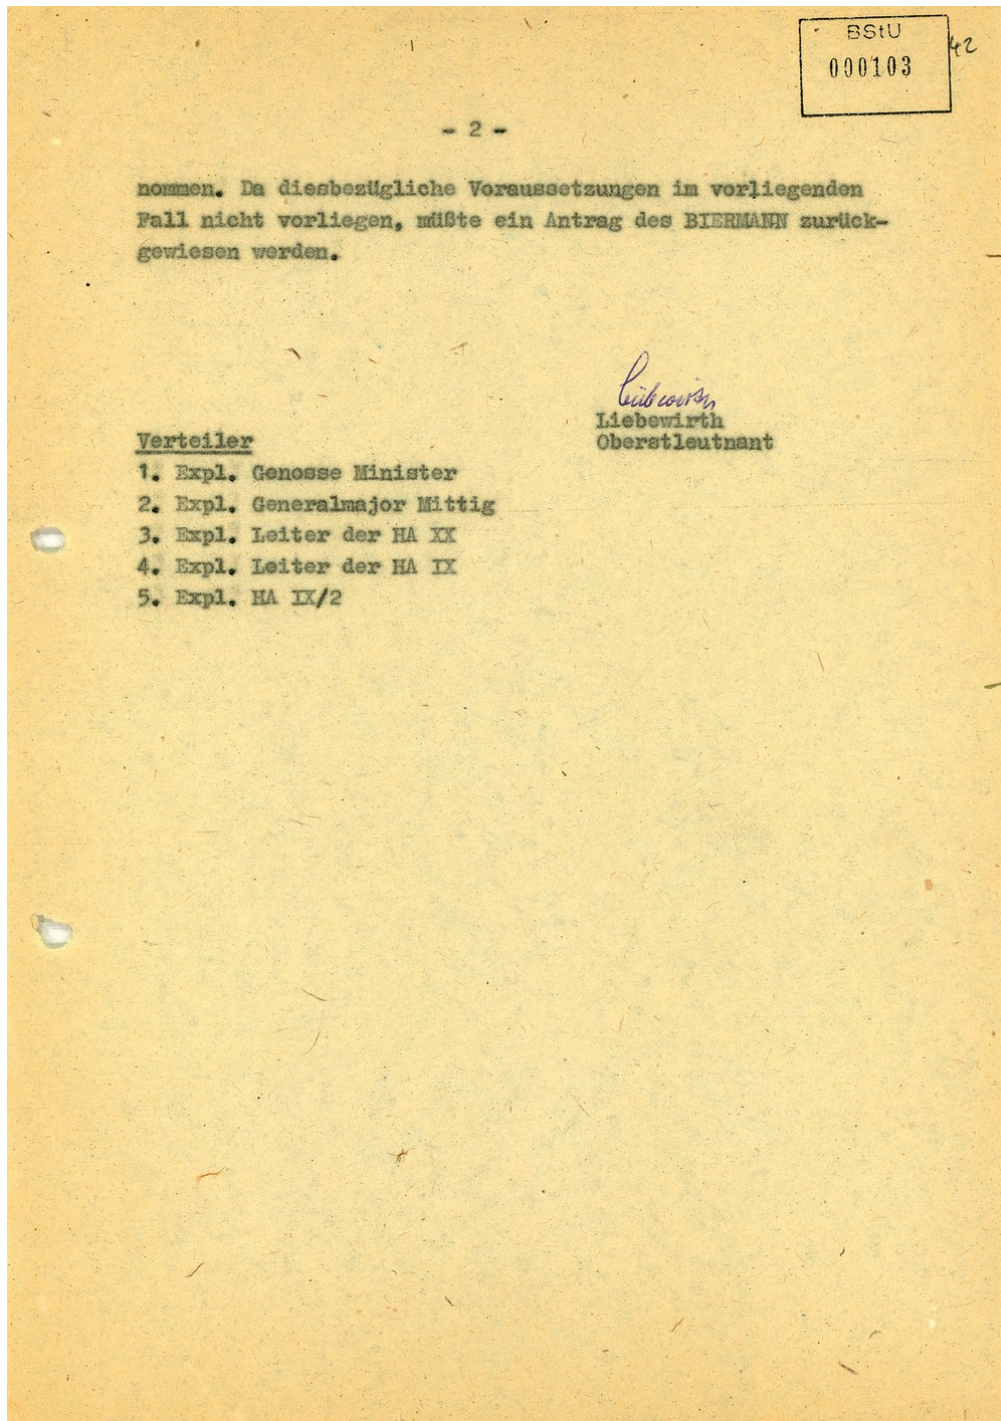 BStU
000103
42
- 2 -
nommen. Da diesbezügliche Voraussetzungen im vorliegenden
Fall nicht vorliegen, müßte ein Antrag des BIERMANN zurück-
gewiesen werden.
Liebewirth
Liebewirth
Oberstleutnant
Verteiler
1. Expl. Genosse Minister
2. Expl. Generalmajor Mittig
3. Expl. Leiter der HA XX
4. Expl. Leiter der HA IX
5. Expl. HA IX/2